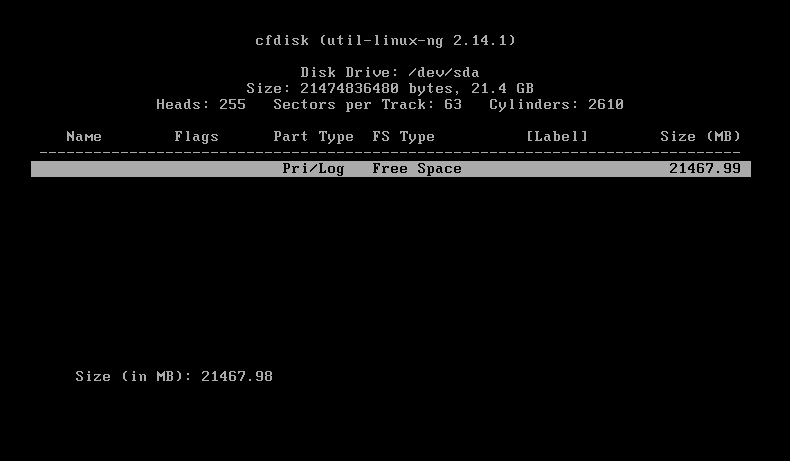 cfdisk (util-linux-ng 2.14.1)
Disk Drive: /dev/sda
Size: 21474836480 bytes, 21.4 GB
Heads: 255   Sectors per Track: 63   Cylinders: 2610
Name        Flags      Part Type  FS Type          [Label]        Size (MB)
------------------------------------------------------------------------------
Pri/Log   Free Space                       21467.99
Size (in MB): 21467.98